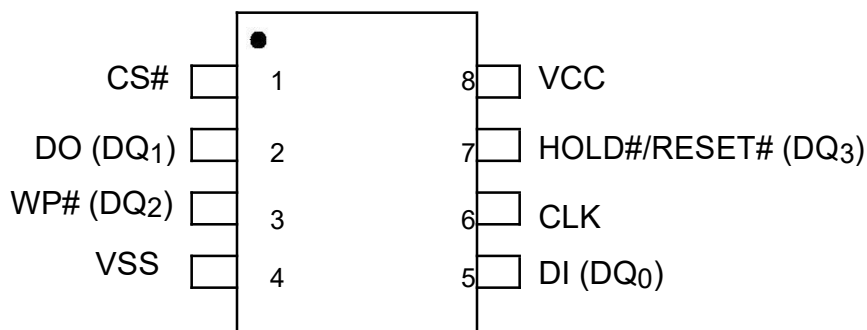 CS# 1 8 VCC
DO (DQ1) 2 7 HOLD#/RESET# (DQ3)
WP# (DQ2) 3 6 CLK
VSS 4 5 DI (DQ0)